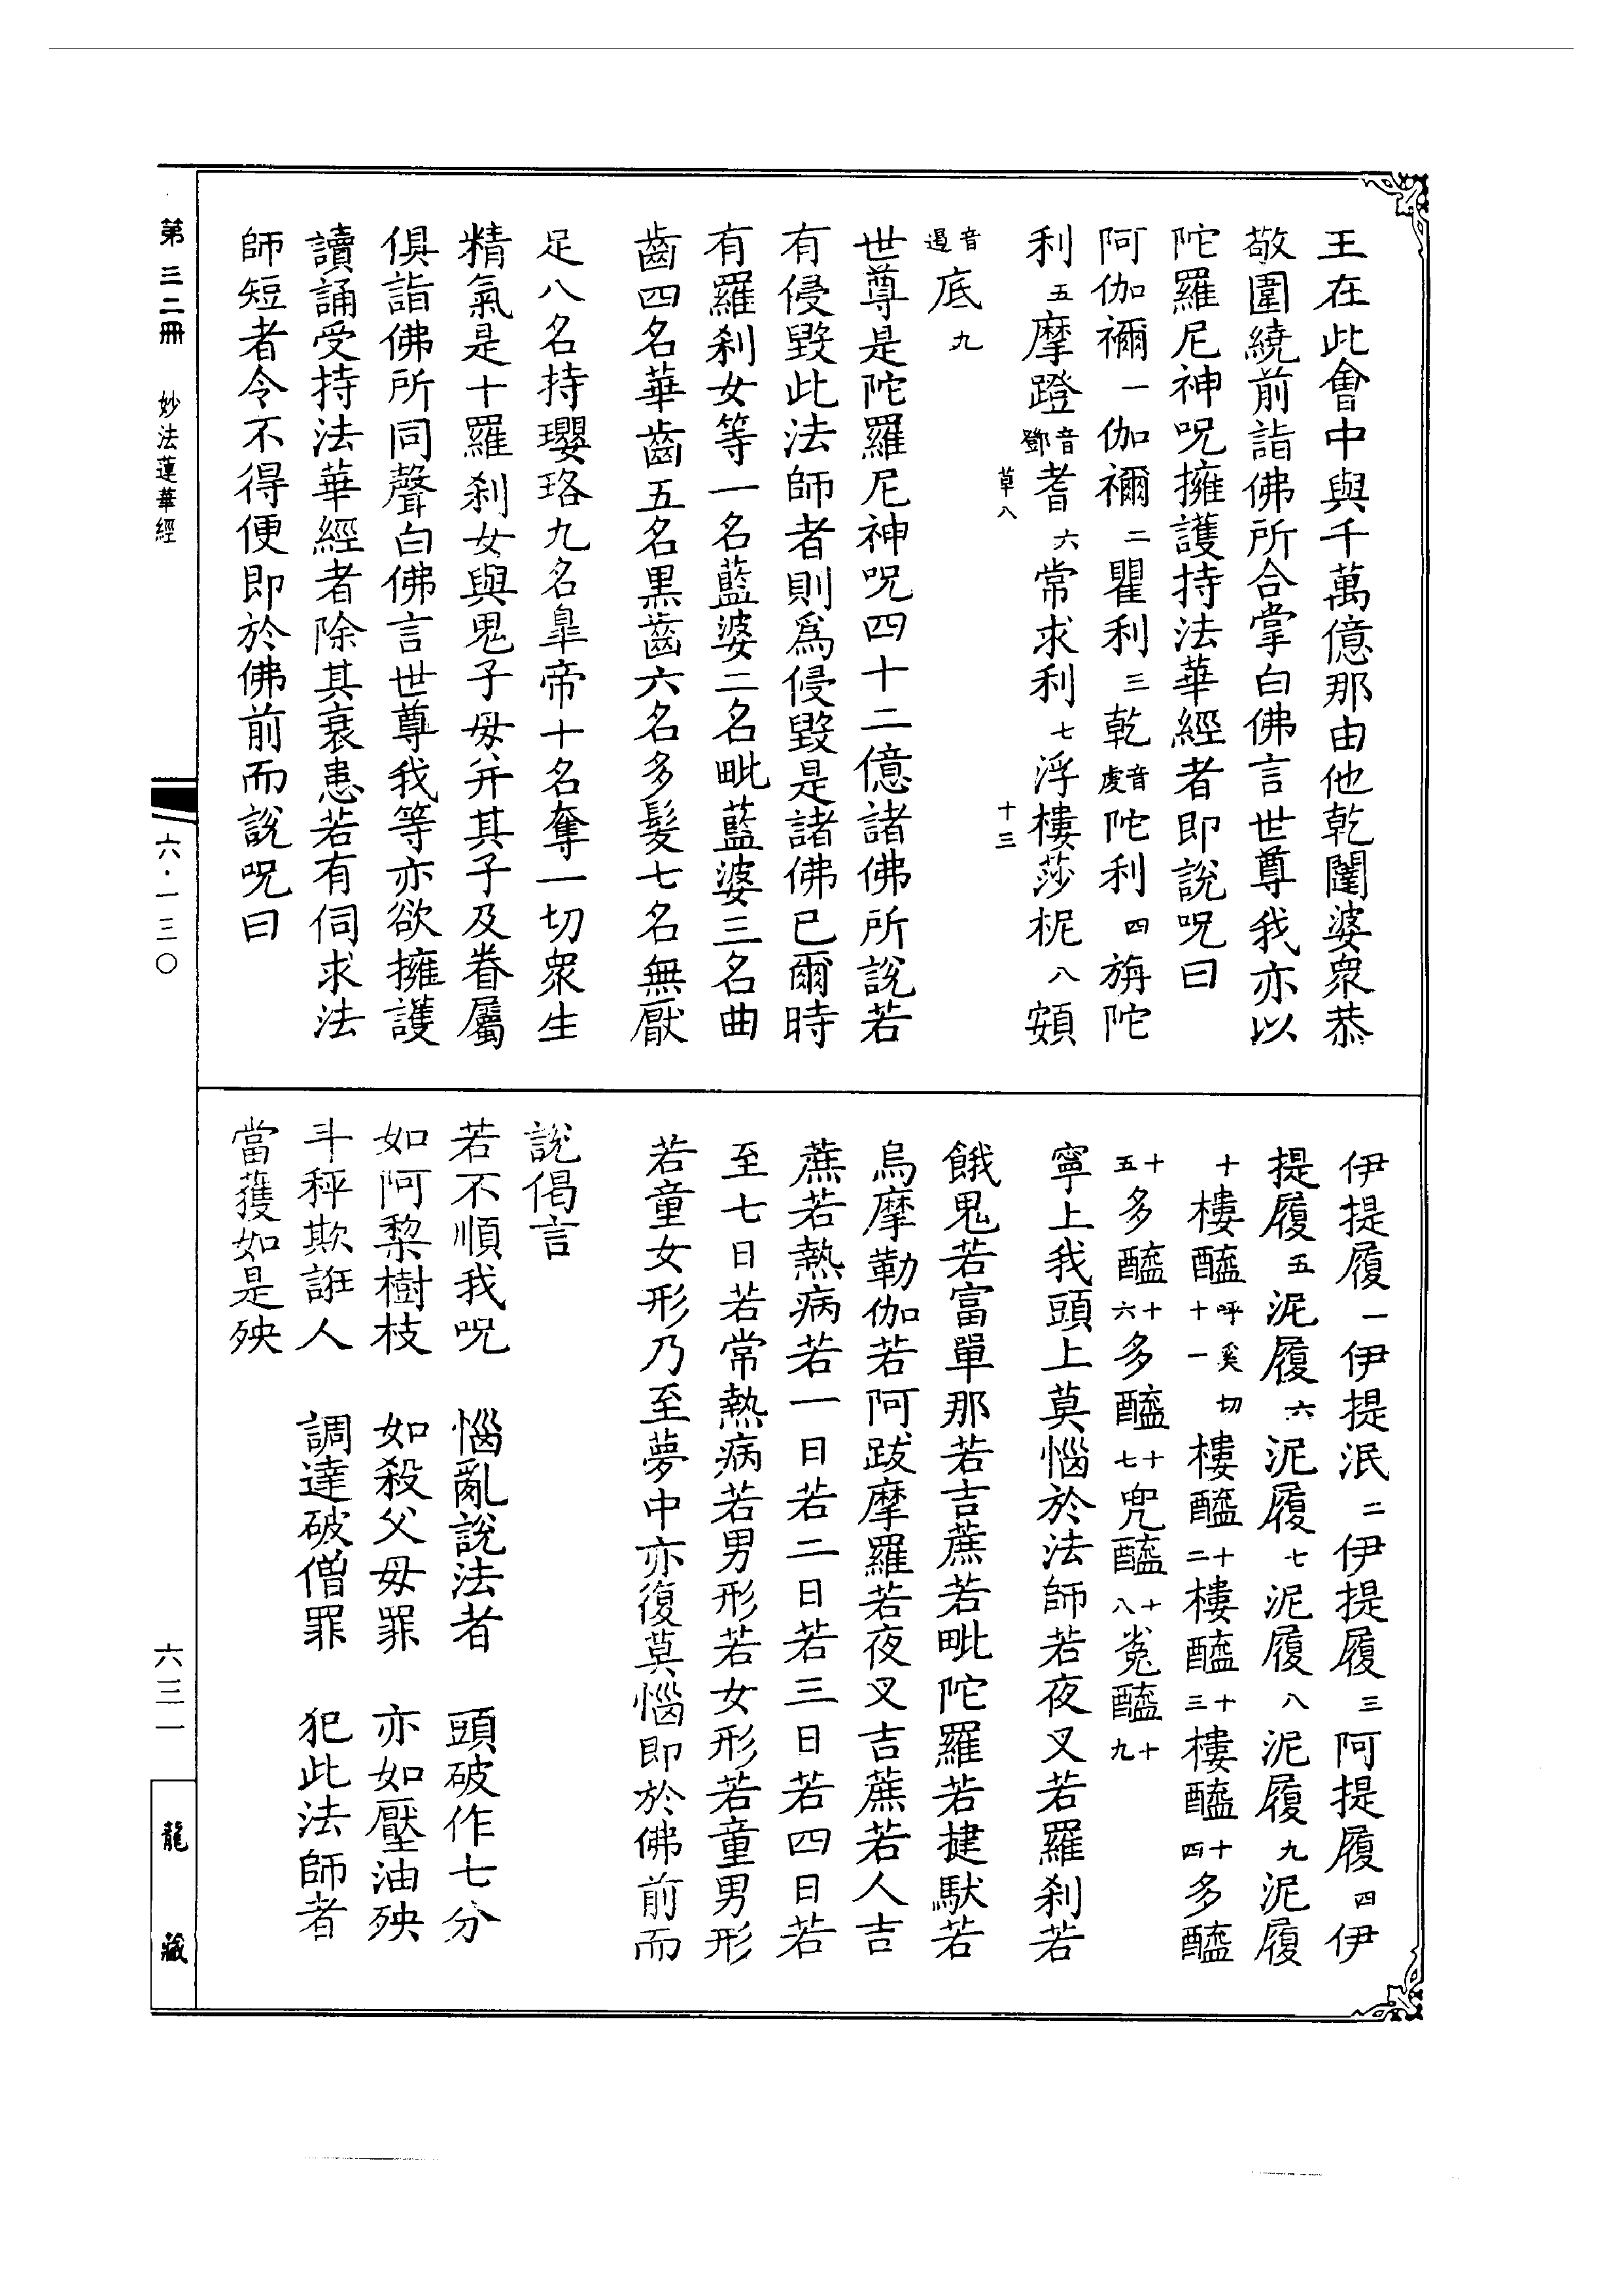 王在此會中與千萬億那由他乾闥婆衆恭
敬圍繞前詣佛所合掌白佛言世尊我亦以
陀羅尼神呪擁護持法華經者即說呪曰
阿伽禰一伽禰二瞿利三乾音虔陀利四旃陀
利五摩蹬音鄧耆六常求利七浮樓莎柅八頞
音遏底九
草八
十三
世尊是陀羅尼神呪四十二億諸佛所說若
有侵毀此法師者則爲侵毀是諸佛已爾時
有羅剎女等一名藍婆二名毗藍婆三名曲
齒四名華齒五名黑齒六名多髮七名無厭
足八名持瓔珞九名臯帝十名奪一切衆生
精氣是十羅剎女與鬼子母并其子及眷屬
俱詣佛所同聲白佛言世尊我等亦欲擁護
讀誦受持法華經者除其衰患若有伺求法
師短者令不得便即於佛前而說呪曰
伊提履一伊提泯二伊提履三阿提履四伊
提履五泥履六泥履七泥履八泥履九泥履
十樓醯呼奚切十一樓醯十二樓醯十三樓醯十四多醯
十五多醯十六多醯十七兜醯十八㝹醯十九
寧上我頭上莫惱於法師若夜叉若羅剎若
餓鬼若富單那若吉蔗若毗陀羅若揵馱若
烏摩勒伽若阿跋摩羅若夜叉吉蔗若人吉
蔗若熱病若一日若二日若三日若四日若
至七日若常熱病若男形若女形若童男形
若童女形乃至夢中亦復莫惱即於佛前而
說偈言
若不順我呪 惱亂說法者 頭破作七分
如阿黎樹枝 如殺父母罪 亦如壓油殃
斗秤欺誑人 調達破僧罪 犯此法師者
當獲如是殃
第三二冊 妙法蓮華經
六·一三〇
六三一
龍藏